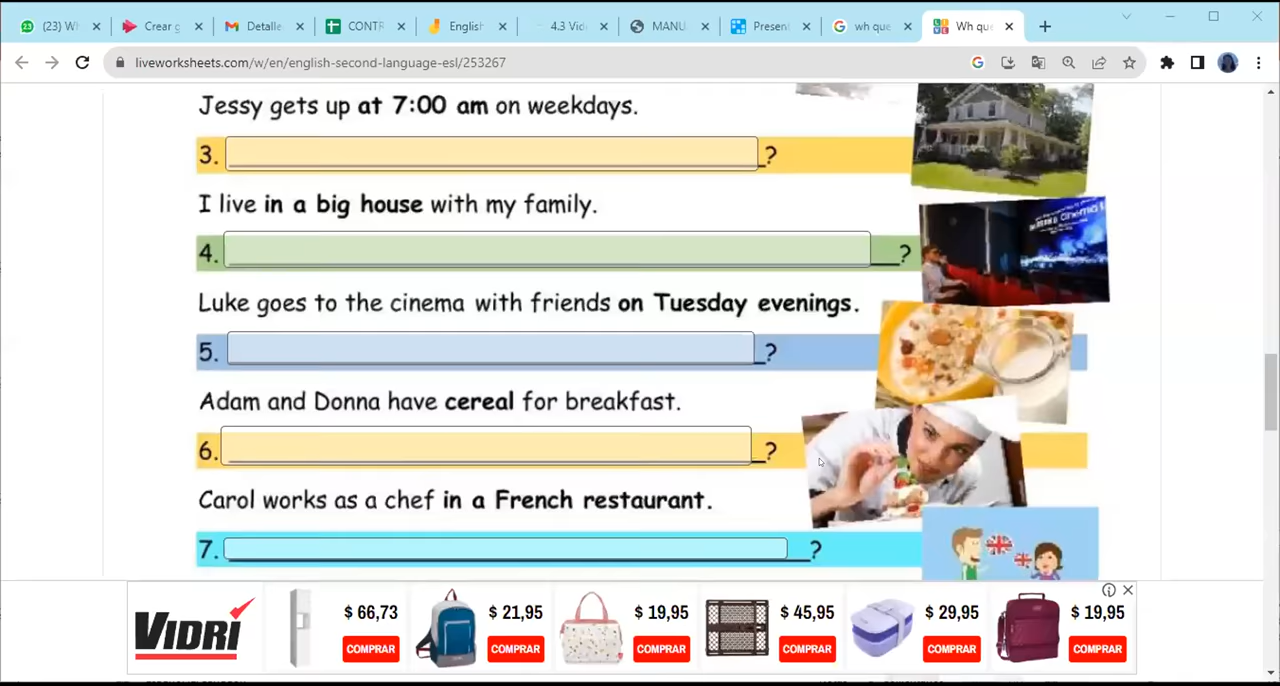 (23) Wh
Crear g
Detalle
CONTR
English
4.3 Vide
MANU
Present
wh que
Wh que
liveworksheets.com/w/en/english-second-language-esl/253267
Jessy gets up at 7:00 am on weekdays.
3. ?
I live in a big house with my family.
4. ?
Luke goes to the cinema with friends on Tuesday evenings.
5. ?
Adam and Donna have cereal for breakfast.
6. ?
Carol works as a chef in a French restaurant.
7. ?
VIDRÍ
$ 66,73
COMPRAR
$ 21,95
COMPRAR
$ 19,95
COMPRAR
$ 45,95
COMPRAR
$ 29,95
COMPRAR
$ 19,95
COMPRAR